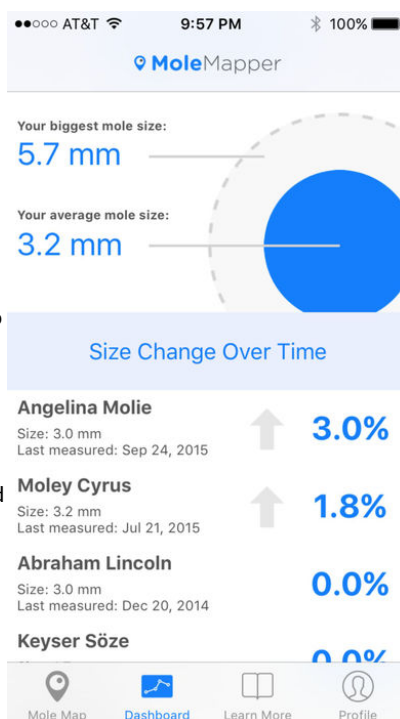 AT&T 9:57 PM 100%
MoleMapper
Your biggest mole size:
5.7 mm
Your average mole size:
3.2 mm
Size Change Over Time
Angelina Molie
Size: 3.0 mm
Last measured: Sep 24, 2015
3.0%
Moley Cyrus
Size: 3.2 mm
Last measured: Jul 21, 2015
1.8%
Abraham Lincoln
Size: 3.0 mm
Last measured: Dec 20, 2014
0.0%
Keyser Söze
0.0%
Mole Map Dashboard Learn More Profile